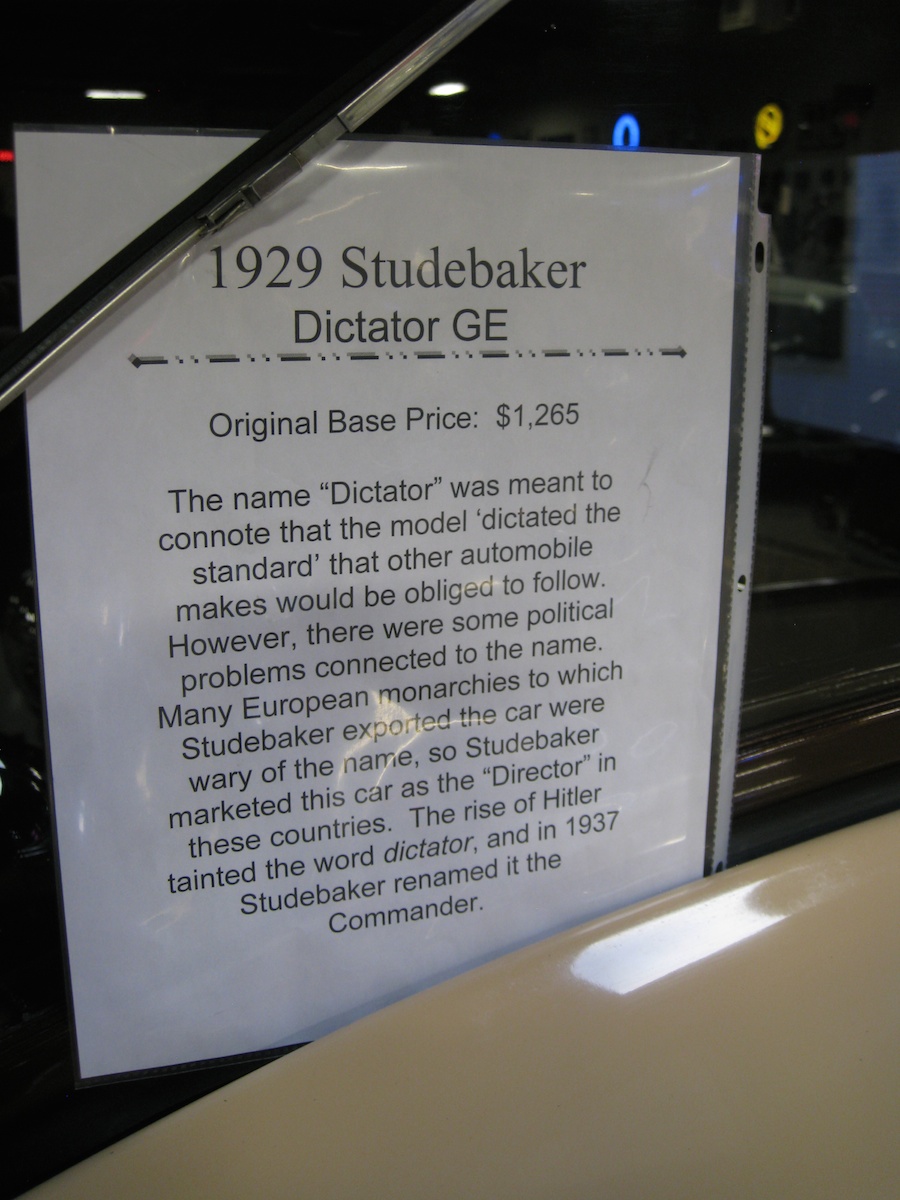 1929 Studebaker
Dictator GE
Original Base Price: $1,265
The name “Dictator” was meant to
connote that the model ‘dictated the
standard’ that other automobile
makes would be obliged to follow.
However, there were some political
problems connected to the name.
Many European monarchies to which
Studebaker exported the car were
wary of the name, so Studebaker
marketed this car as the “Director” in
these countries. The rise of Hitler
tainted the word dictator, and in 1937
Studebaker renamed it the
Commander.